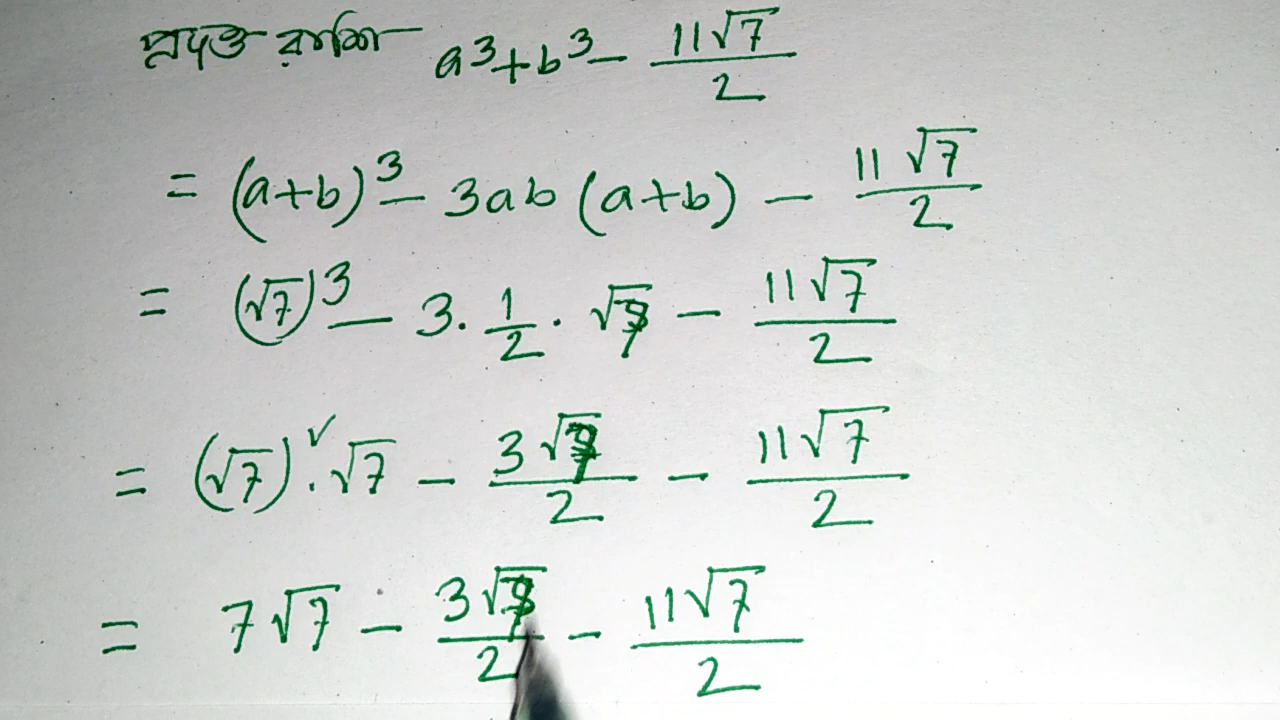 প্রদত্ত রাশি a³+b³ - 11√7/2
= (a+b)³ - 3ab (a+b) - 11√7/2
= (√7)³ - 3 · 1/2 · √7 - 11√7/2
= (√7)² · √7 - 3√7/2 - 11√7/2
= 7√7 - 3√7/2 - 11√7/2